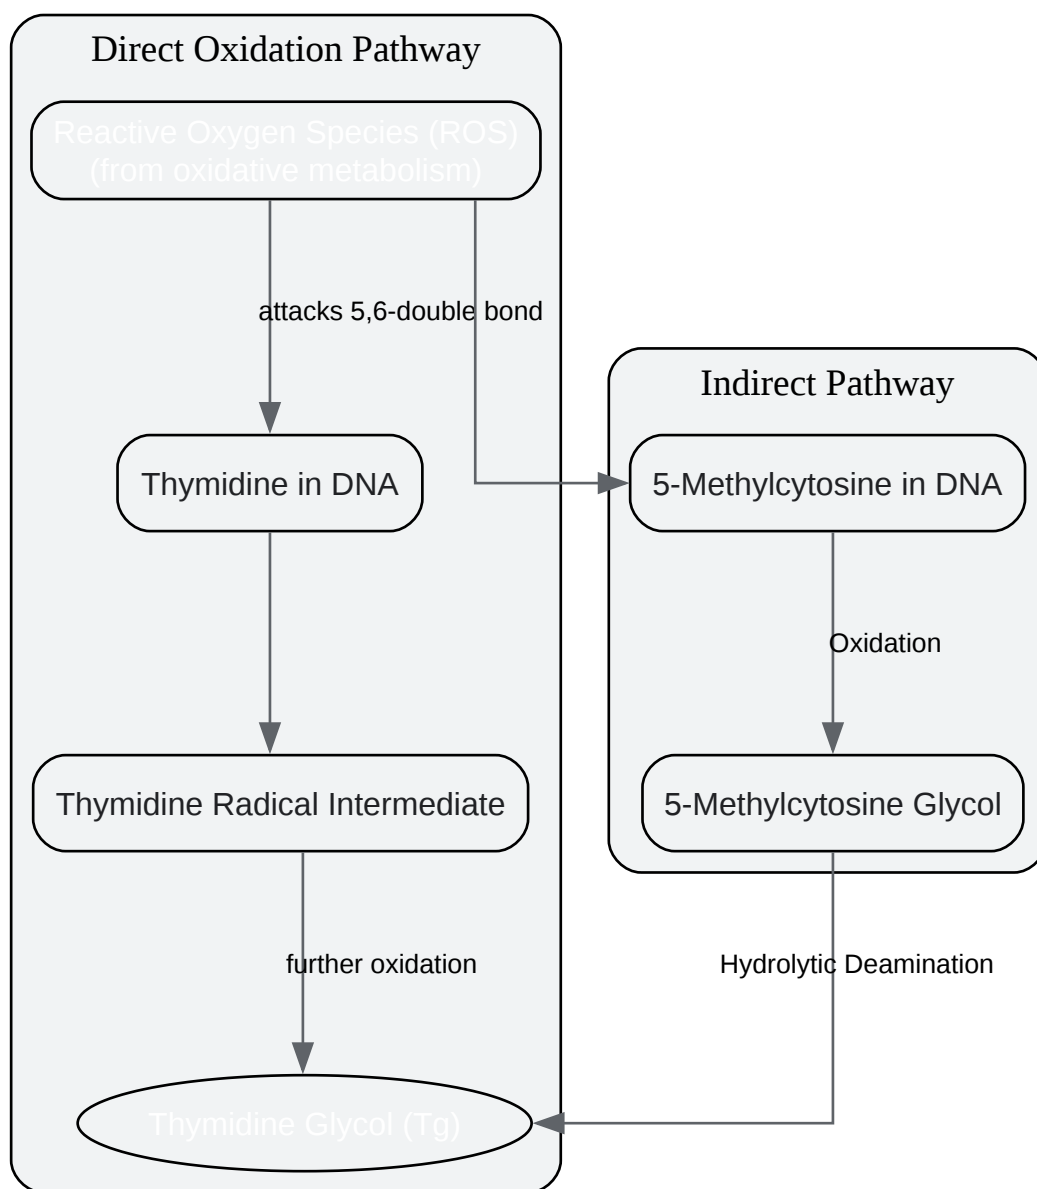 Direct Oxidation Pathway
Reactive Oxygen Species (ROS)
(from oxidative metabolism)
attacks 5,6-double bond
Indirect Pathway
Thymidine in DNA
5-Methylcytosine in DNA
Oxidation
Thymidine Radical Intermediate
5-Methylcytosine Glycol
further oxidation
Hydrolytic Deamination
Thymidine Glycol (Tg)